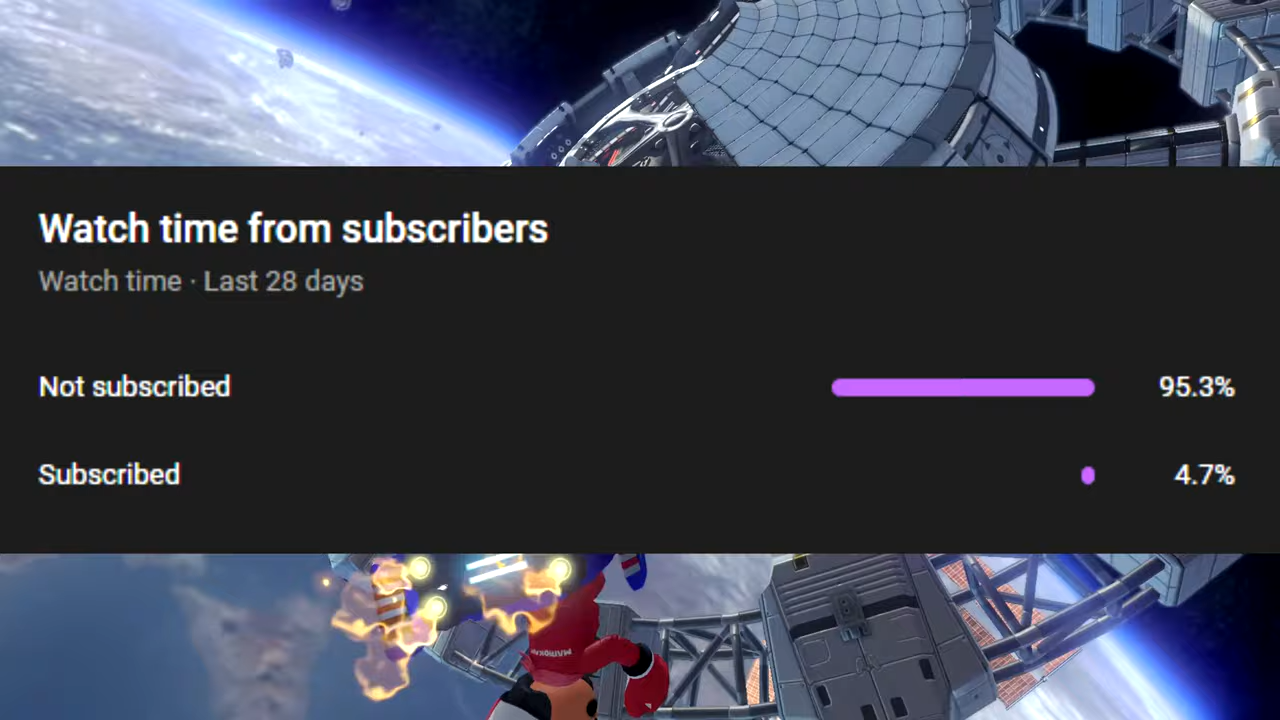 Watch time from subscribers
Watch time · Last 28 days
Not subscribed 95.3%
Subscribed 4.7%